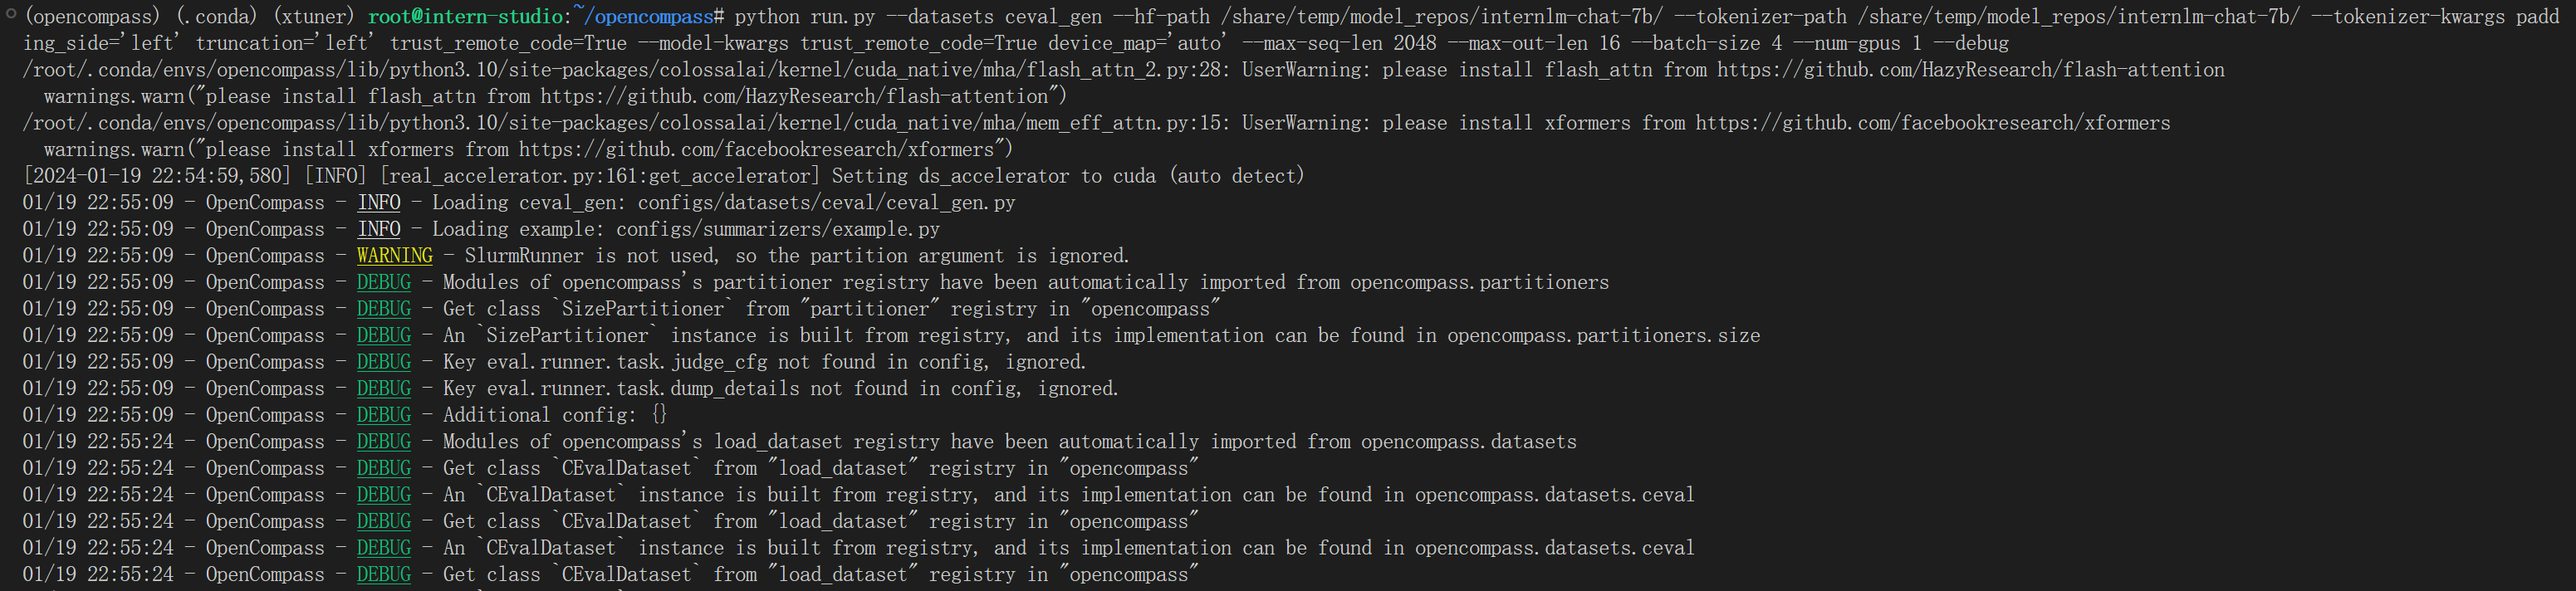 (opencompass) (.conda) (xtuner) root@intern-studio:~/opencompass# python run.py --datasets ceval_gen --hf-path /share/temp/model_repos/internlm-chat-7b/ --tokenizer-path /share/temp/model_repos/internlm-chat-7b/ --tokenizer-kwargs padd
ing_side='left' truncation='left' trust_remote_code=True --model-kwargs trust_remote_code=True device_map='auto' --max-seq-len 2048 --max-out-len 16 --batch-size 4 --num-gpus 1 --debug
/root/.conda/envs/opencompass/lib/python3.10/site-packages/colossalai/kernel/cuda_native/mha/flash_attn_2.py:28: UserWarning: please install flash_attn from https://github.com/HazyResearch/flash-attention
  warnings.warn("please install flash_attn from https://github.com/HazyResearch/flash-attention")
/root/.conda/envs/opencompass/lib/python3.10/site-packages/colossalai/kernel/cuda_native/mha/mem_eff_attn.py:15: UserWarning: please install xformers from https://github.com/facebookresearch/xformers
  warnings.warn("please install xformers from https://github.com/facebookresearch/xformers")
[2024-01-19 22:54:59,580] [INFO] [real_accelerator.py:161:get_accelerator] Setting ds_accelerator to cuda (auto detect)
01/19 22:55:09 - OpenCompass - INFO - Loading ceval_gen: configs/datasets/ceval/ceval_gen.py
01/19 22:55:09 - OpenCompass - INFO - Loading example: configs/summarizers/example.py
01/19 22:55:09 - OpenCompass - WARNING - SlurmRunner is not used, so the partition argument is ignored.
01/19 22:55:09 - OpenCompass - DEBUG - Modules of opencompass's partitioner registry have been automatically imported from opencompass.partitioners
01/19 22:55:09 - OpenCompass - DEBUG - Get class `SizePartitioner` from "partitioner" registry in "opencompass"
01/19 22:55:09 - OpenCompass - DEBUG - An `SizePartitioner` instance is built from registry, and its implementation can be found in opencompass.partitioners.size
01/19 22:55:09 - OpenCompass - DEBUG - Key eval.runner.task.judge_cfg not found in config, ignored.
01/19 22:55:09 - OpenCompass - DEBUG - Key eval.runner.task.dump_details not found in config, ignored.
01/19 22:55:09 - OpenCompass - DEBUG - Additional config: {}
01/19 22:55:24 - OpenCompass - DEBUG - Modules of opencompass's load_dataset registry have been automatically imported from opencompass.datasets
01/19 22:55:24 - OpenCompass - DEBUG - Get class `CEvalDataset` from "load_dataset" registry in "opencompass"
01/19 22:55:24 - OpenCompass - DEBUG - An `CEvalDataset` instance is built from registry, and its implementation can be found in opencompass.datasets.ceval
01/19 22:55:24 - OpenCompass - DEBUG - Get class `CEvalDataset` from "load_dataset" registry in "opencompass"
01/19 22:55:24 - OpenCompass - DEBUG - An `CEvalDataset` instance is built from registry, and its implementation can be found in opencompass.datasets.ceval
01/19 22:55:24 - OpenCompass - DEBUG - Get class `CEvalDataset` from "load_dataset" registry in "opencompass"